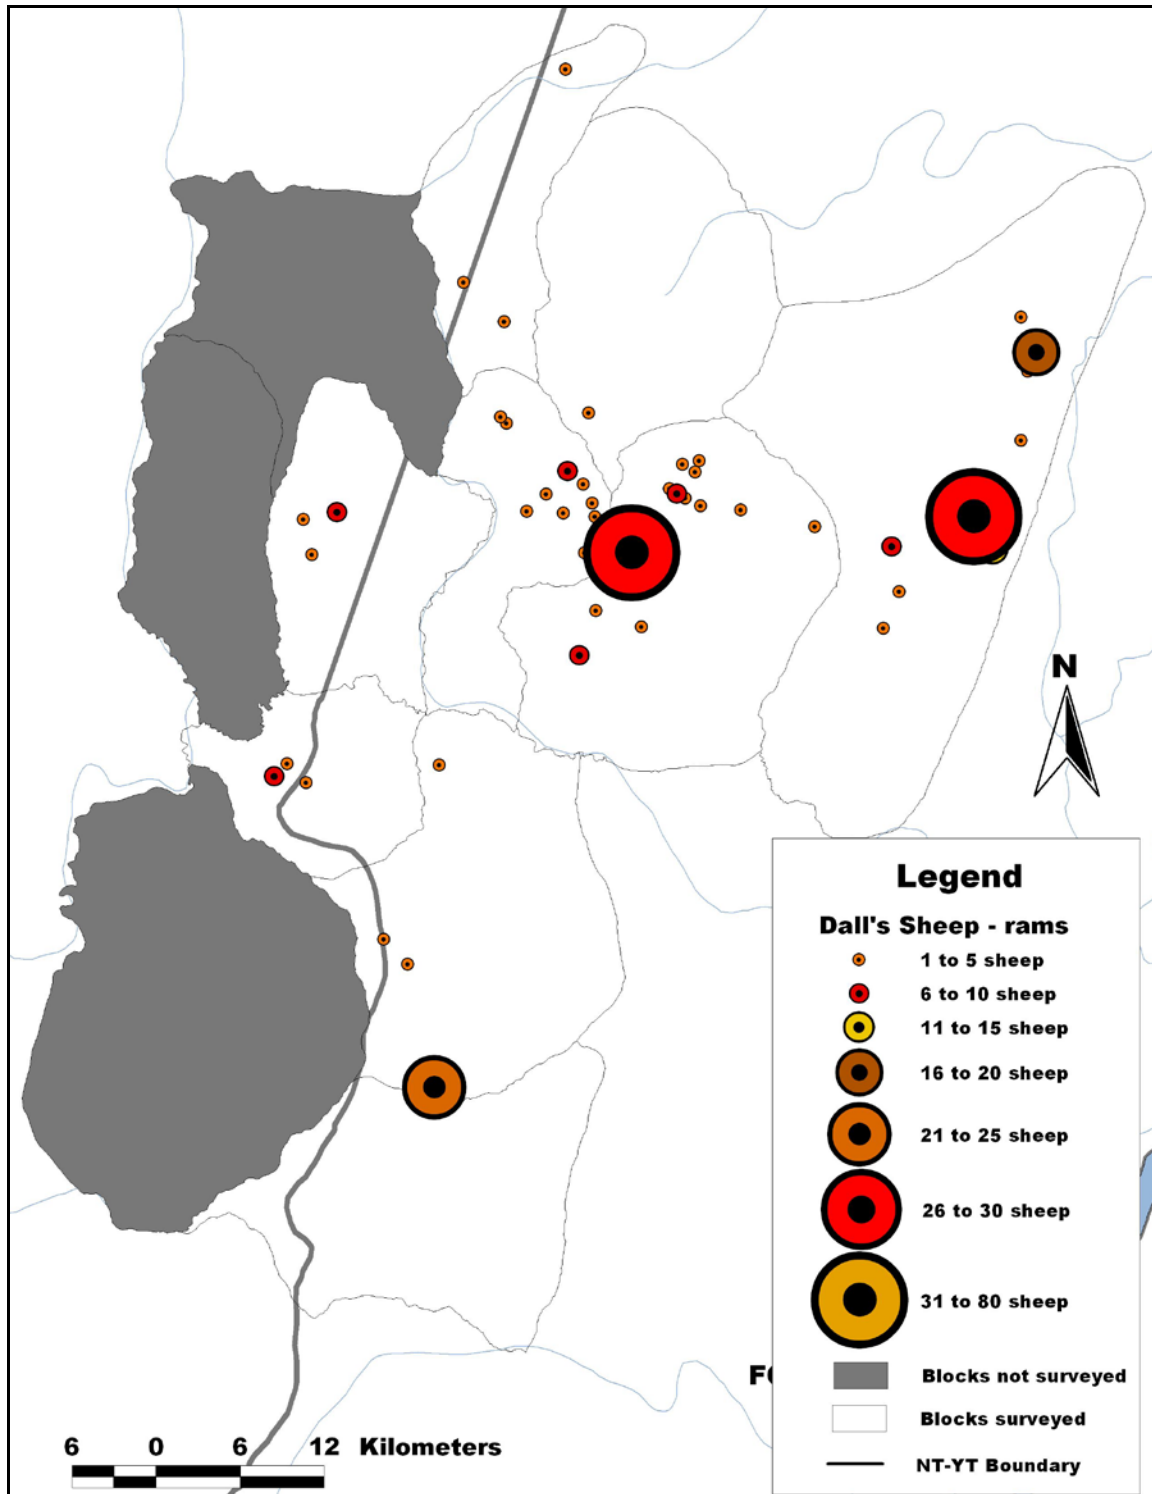 N
Legend
Dall's Sheep - rams
1 to 5 sheep
6 to 10 sheep
11 to 15 sheep
16 to 20 sheep
21 to 25 sheep
26 to 30 sheep
31 to 80 sheep
Blocks not surveyed
Blocks surveyed
NT-YT Boundary
6 0 6 12 Kilometers